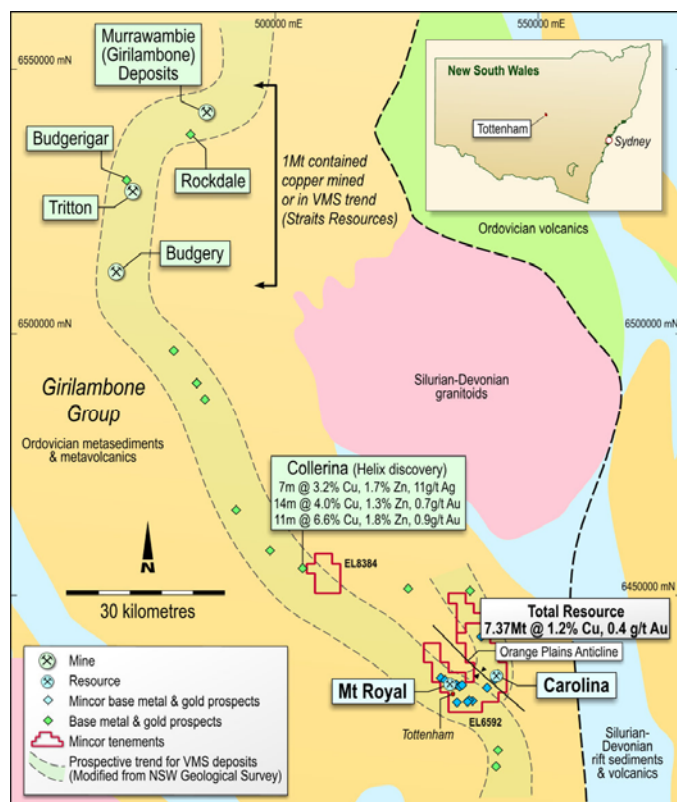 500000 mE
550000 mE
6550000 mN
Murrawambie
(Girilambone)
Deposits
New South Wales
Tottenham
Sydney
Budgerigar
Rockdale
1Mt contained
copper mined
or in VMS trend
(Straits Resources)
Tritton
Ordovician volcanics
Budgery
6500000 mN
6500000 mN
Silurian-Devonian
granitoids
Girilambone
Group
Ordovician metasediments
& metavolcanics
Collerina (Helix discovery)
7m @ 3.2% Cu, 1.7% Zn, 11g/t Ag
14m @ 4.0% Cu, 1.3% Zn, 0.7g/t Au
11m @ 6.6% Cu, 1.8% Zn, 0.9g/t Au
N
EL8384
30 kilometres
6450000 mN
Total Resource
7.37Mt @ 1.2% Cu, 0.4 g/t Au
Orange Plains Anticline
Mt Royal
Carolina
Tottenham
EL6592
Silurian-
Devonian
rift sediments
& volcanics
Mine
Resource
Mincor base metal & gold prospects
Base metal & gold prospects
Mincor tenements
Prospective trend for VMS deposits
(Modified from NSW Geological Survey)